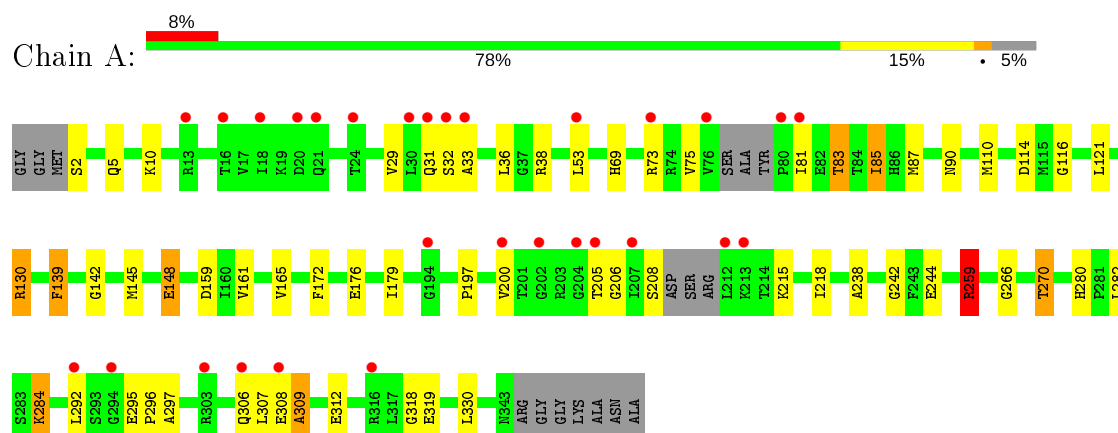 8%
Chain A:
78% 15% • 5%
GLY GLY MET S2 Q5 K10 R13 T16 V17 I18 K19 D20 Q21 T24 V29 L30 Q31 S32 A33 L36 G37 R38 L53 H69 R73 R74 V75 V76 SER ALA TYR P80 I81 E82 T83 T84 I85 H86 M87 N90 M110 D114 M115 G116 L121
R130 F139 G142 M145 E148 D159 I160 V161 V165 F172 E176 I179 G194 P197 V200 T201 G202 R203 G204 T205 G206 I207 S208 ASP SER ARG L212 K213 T214 K215 I218 A238 G242 F243 E244 R259 G266 T270 H280 P281
S283 K284 L292 S293 G294 E295 P296 A297 R303 Q306 L307 E308 A309 E312 R316 L317 G318 E319 L330 N343 ARG GLY GLY LYS ALA ASN ALA